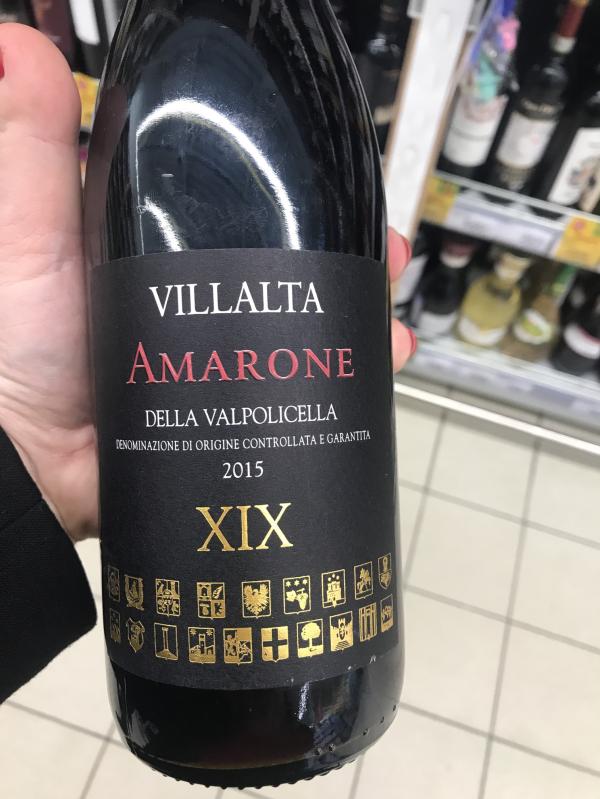 VILLALTA
AMARONE
DELLA VALPOLICELLA
DENOMINAZIONE DI ORIGINE CONTROLLATA E GARANTITA
2015
XIX